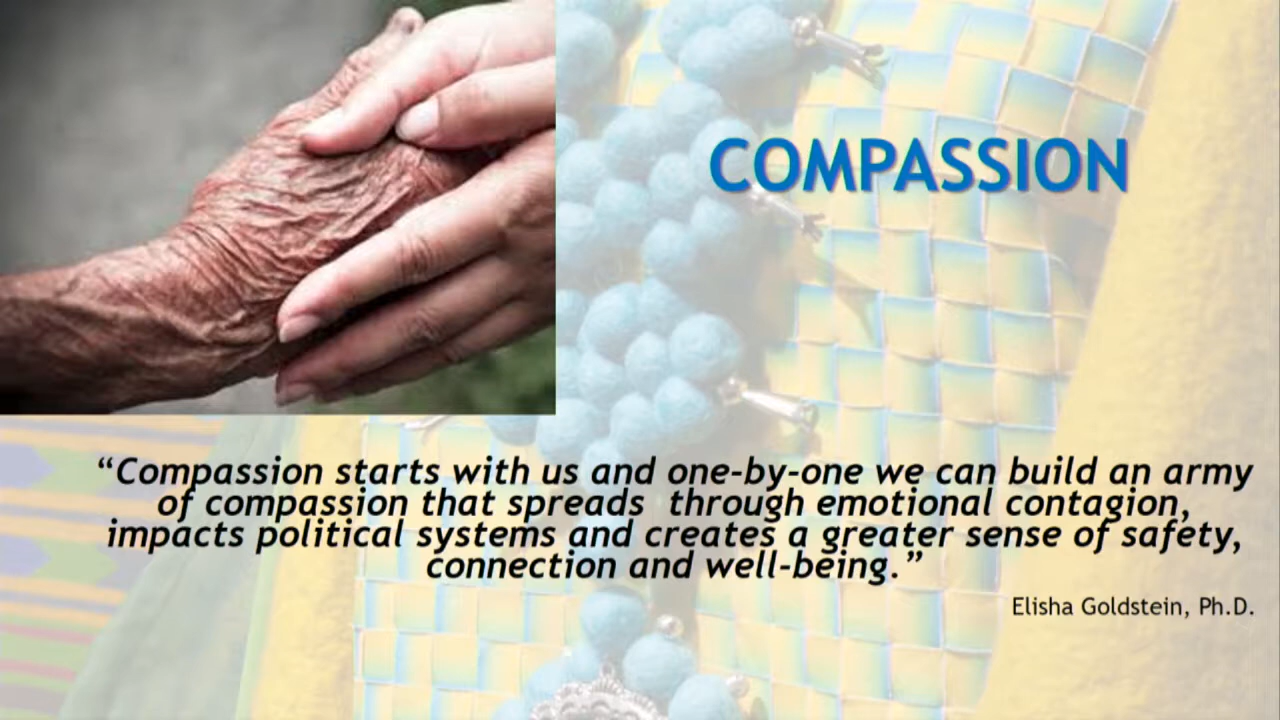 COMPASSION
“Compassion starts with us and one-by-one we can build an army
of compassion that spreads  through emotional contagion,
impacts political systems and creates a greater sense of safety,
connection and well-being.”
Elisha Goldstein, Ph.D.